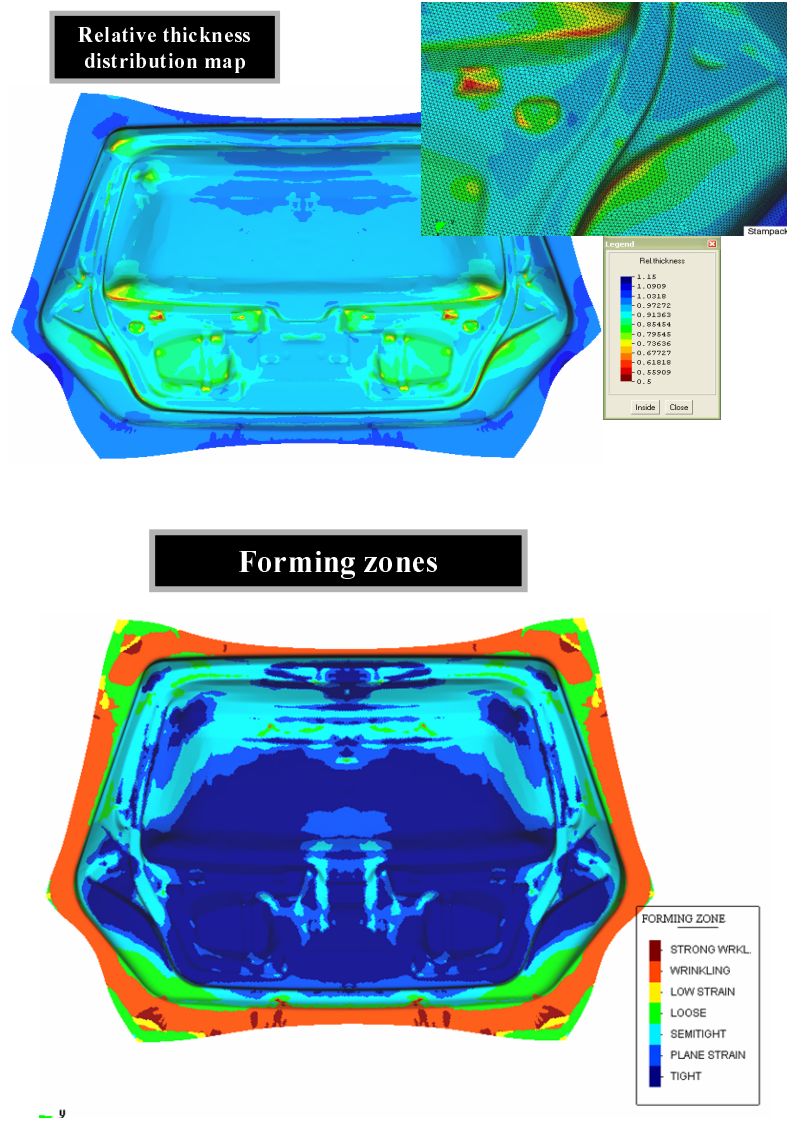 Relative thickness
distribution map
Stampack
Legend
Rel.thickness
1.15
1.0909
1.0318
0.97272
0.91363
0.85454
0.79545
0.73636
0.67727
0.61818
0.55909
0.5
Inside
Close
Forming zones
FORMING ZONE
STRONG WRKL.
WRINKLING
LOW STRAIN
LOOSE
SEMITIGHT
PLANE STRAIN
TIGHT